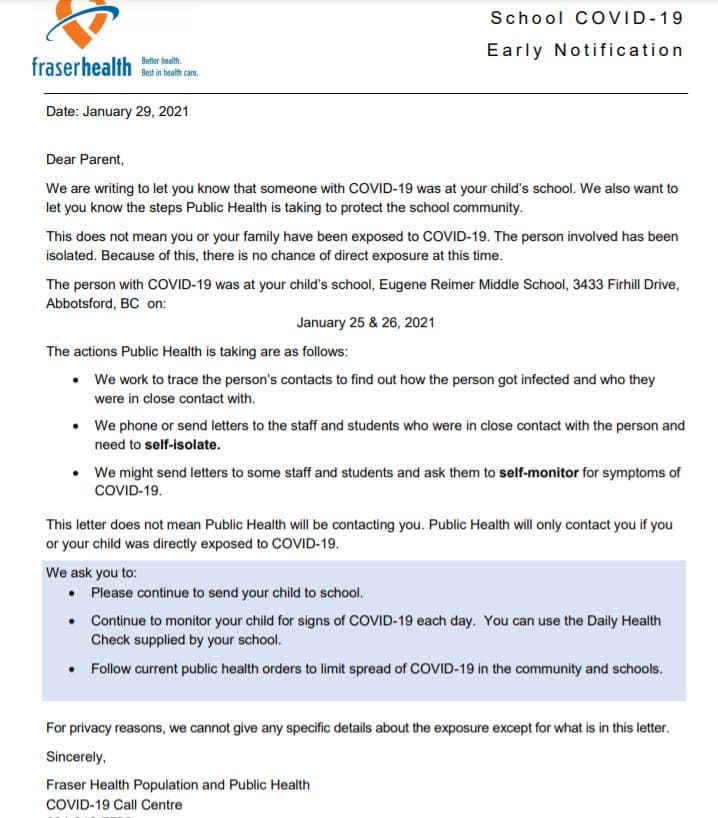 School COVID-19
Early Notification
fraserhealth
Better health.
Best in health care.
Date: January 29, 2021
Dear Parent,
We are writing to let you know that someone with COVID-19 was at your child's school. We also want to
let you know the steps Public Health is taking to protect the school community.
This does not mean you or your family have been exposed to COVID-19. The person involved has been
isolated. Because of this, there is no chance of direct exposure at this time.
The person with COVID-19 was at your child's school, Eugene Reimer Middle School, 3433 Firhill Drive,
Abbotsford, BC on:
January 25 & 26, 2021
The actions Public Health is taking are as follows:
• We work to trace the person's contacts to find out how the person got infected and who they
were in close contact with.
• We phone or send letters to the staff and students who were in close contact with the person and
need to self-isolate.
• We might send letters to some staff and students and ask them to self-monitor for symptoms of
COVID-19.
This letter does not mean Public Health will be contacting you. Public Health will only contact you if you
or your child was directly exposed to COVID-19.
We ask you to:
• Please continue to send your child to school.
• Continue to monitor your child for signs of COVID-19 each day. You can use the Daily Health
Check supplied by your school.
• Follow current public health orders to limit spread of COVID-19 in the community and schools.
For privacy reasons, we cannot give any specific details about the exposure except for what is in this letter.
Sincerely,
Fraser Health Population and Public Health
COVID-19 Call Centre